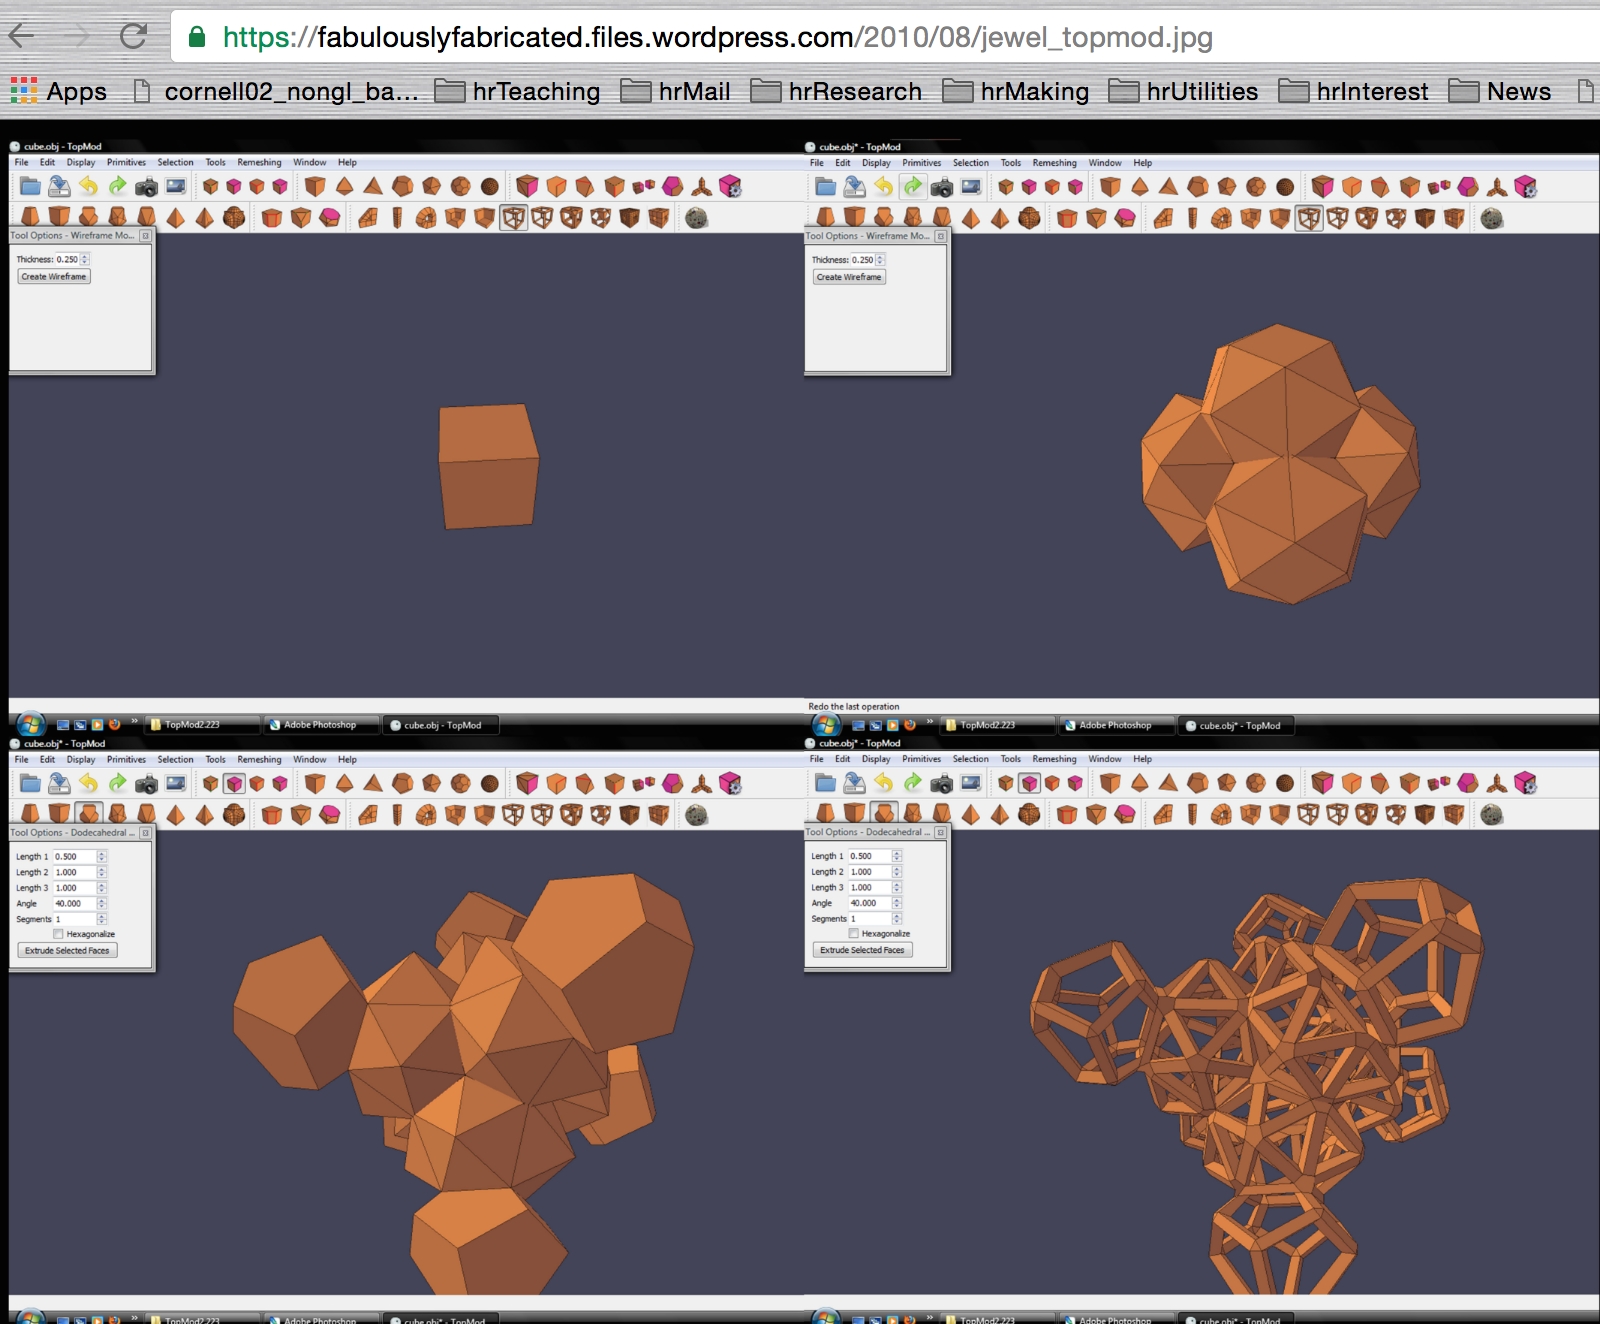 https://fabulouslyfabricated.files.wordpress.com/2010/08/jewel_topmod.jpg
Apps cornell02_nongl_ba... hrTeaching hrMail hrResearch hrMaking hrUtilities hrInterest News
cube.obj - TopMod
File Edit Display Primitives Selection Tools Remeshing Window Help
Tool Options - Wireframe Mo...
Thickness: 0.250
Create Wireframe
TopMod2.223 Adobe Photoshop cube.obj - TopMod
cube.obj* - TopMod
File Edit Display Primitives Selection Tools Remeshing Window Help
Tool Options - Wireframe Mo...
Thickness: 0.250
Create Wireframe
Redo the last operation
TopMod2.223 Adobe Photoshop cube.obj* - TopMod
cube.obj* - TopMod
File Edit Display Primitives Selection Tools Remeshing Window Help
Tool Options - Dodecahedral ...
Length 1 0.500
Length 2 1.000
Length 3 1.000
Angle 40.000
Segments 1
Hexagonalize
Extrude Selected Faces
TopMod2.223 Adobe Photoshop cube.obj* - TopMod
cube.obj* - TopMod
File Edit Display Primitives Selection Tools Remeshing Window Help
Tool Options - Dodecahedral ...
Length 1 0.500
Length 2 1.000
Length 3 1.000
Angle 40.000
Segments 1
Hexagonalize
Extrude Selected Faces
TopMod2.223 Adobe Photoshop cube.obj* - TopMod